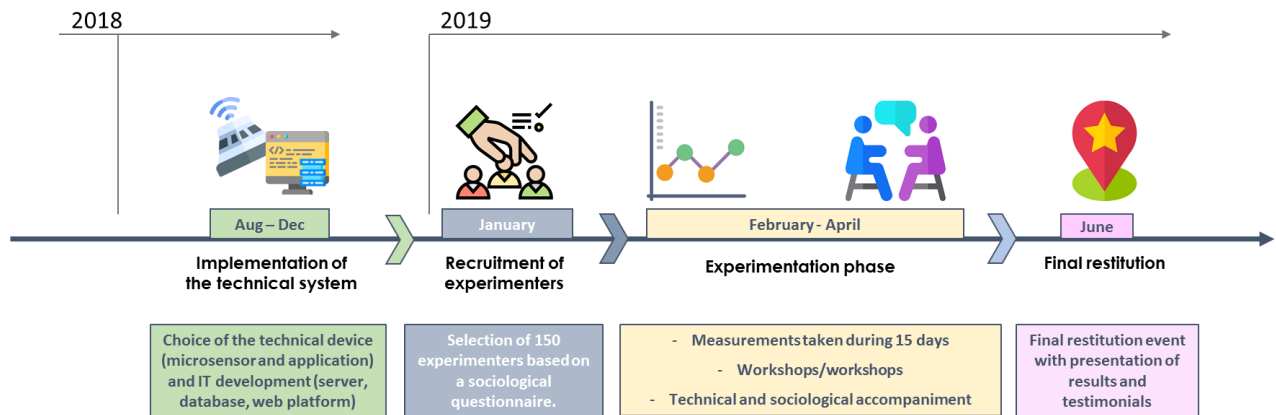 2018
2019
Aug – Dec
January
February - April
June
Implementation of
the technical system
Recruitment of
experimenters
Experimentation phase
Final restitution
Choice of the technical device
(microsensor and application)
and IT development (server,
database, web platform)
Selection of 150
experimenters based on
a sociological
questionnaire.
- Measurements taken during 15 days
- Workshops/workshops
- Technical and sociological accompaniment
Final restitution event
with presentation of
results and
testimonials